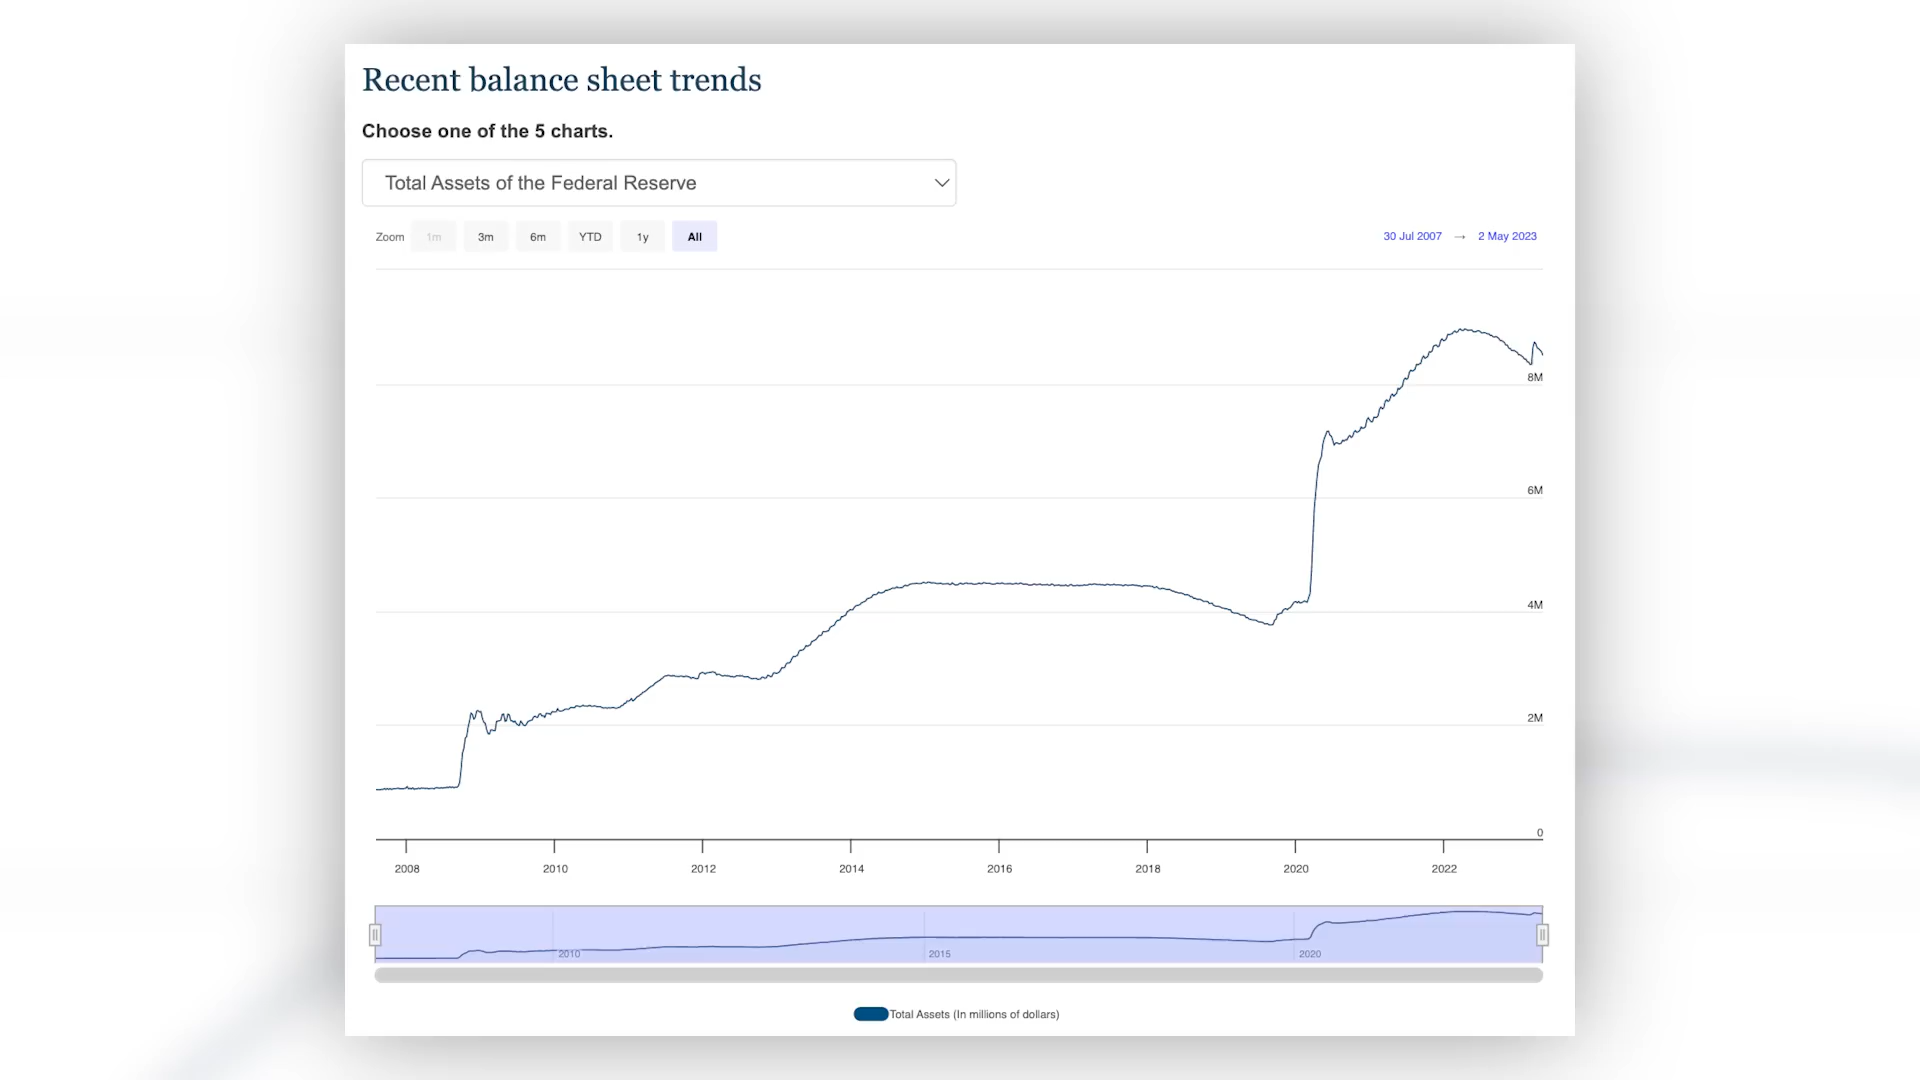 Recent balance sheet trends
Choose one of the 5 charts.
Total Assets of the Federal Reserve
Zoom 1m 3m 6m YTD 1y All 30 Jul 2007 → 2 May 2023
8M
6M
4M
2M
0
2008 2010 2012 2014 2016 2018 2020 2022
2010 2015 2020
Total Assets (In millions of dollars)